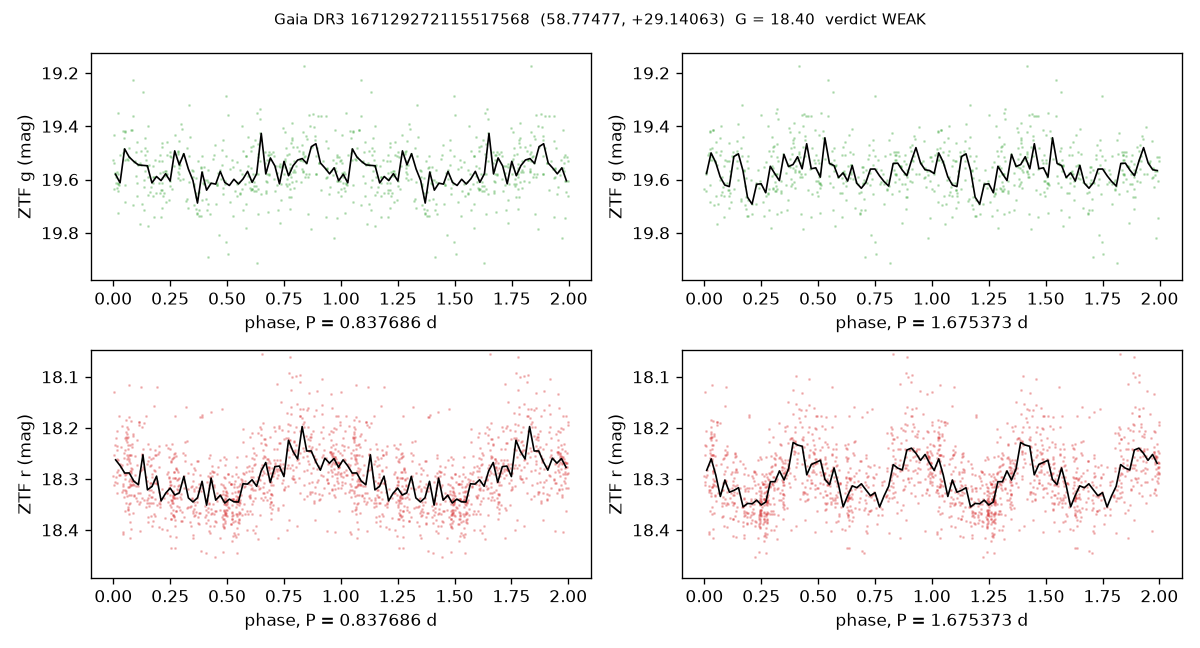 Gaia DR3 167129272115517568  (58.77477, +29.14063)  G = 18.40  verdict WEAK
ZTF g (mag)
19.2
19.4
19.6
19.8
0.00 0.25 0.50 0.75 1.00 1.25 1.50 1.75 2.00
phase, P = 0.837686 d
ZTF g (mag)
19.2
19.4
19.6
19.8
0.00 0.25 0.50 0.75 1.00 1.25 1.50 1.75 2.00
phase, P = 1.675373 d
ZTF r (mag)
18.1
18.2
18.3
18.4
0.00 0.25 0.50 0.75 1.00 1.25 1.50 1.75 2.00
phase, P = 0.837686 d
ZTF r (mag)
18.1
18.2
18.3
18.4
0.00 0.25 0.50 0.75 1.00 1.25 1.50 1.75 2.00
phase, P = 1.675373 d